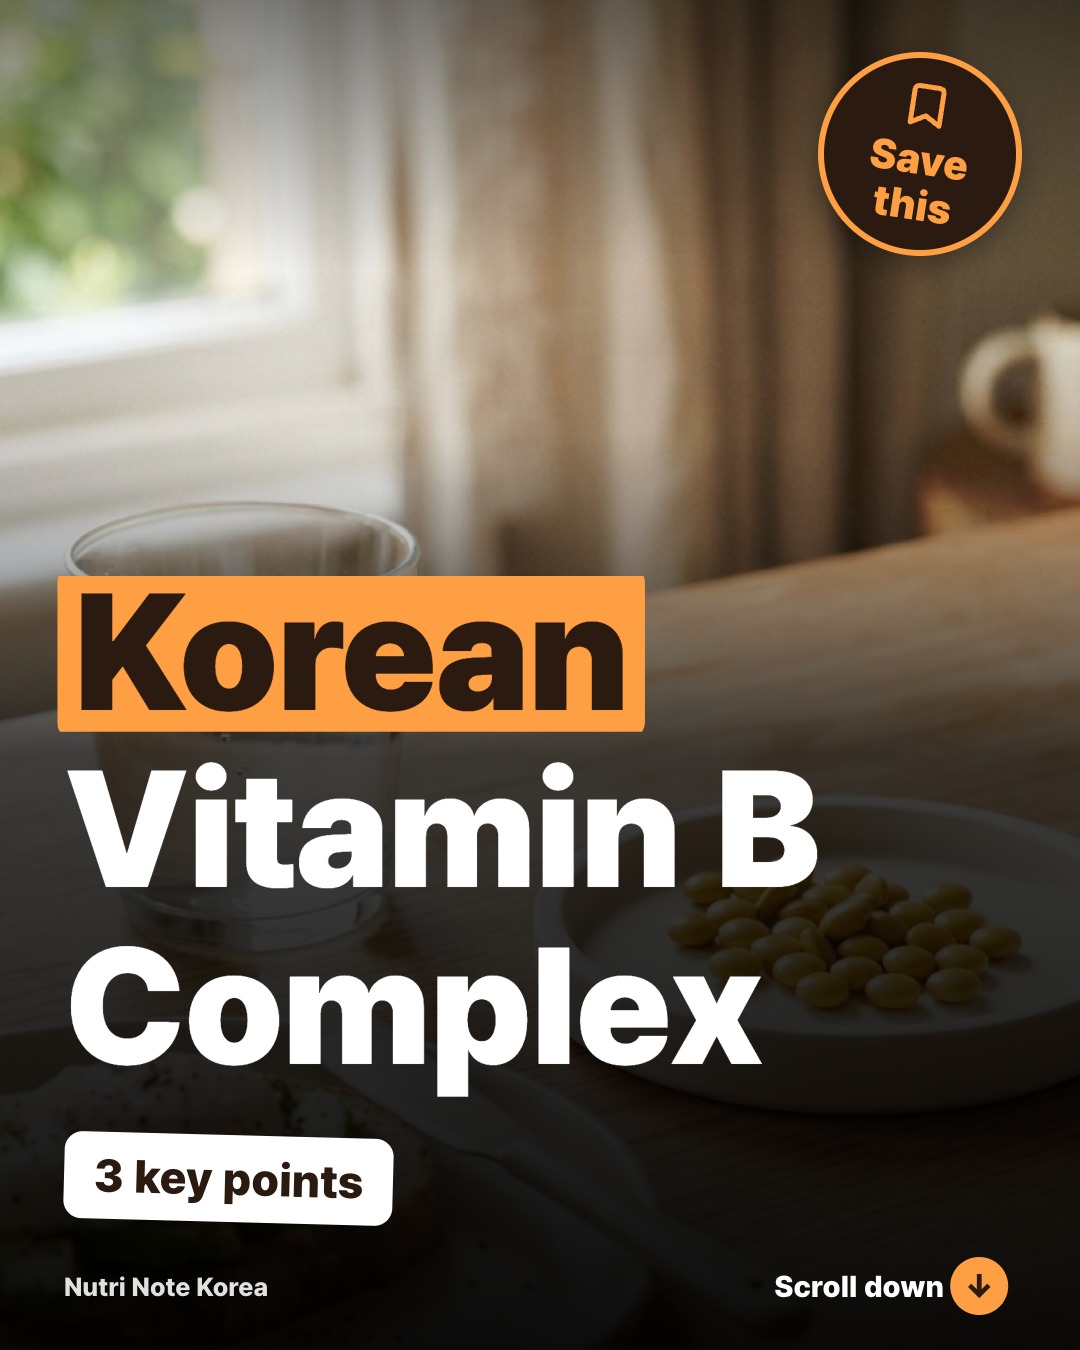 Save
this
Korean
Vitamin B
Complex
3 key points
Nutri Note Korea
Scroll down